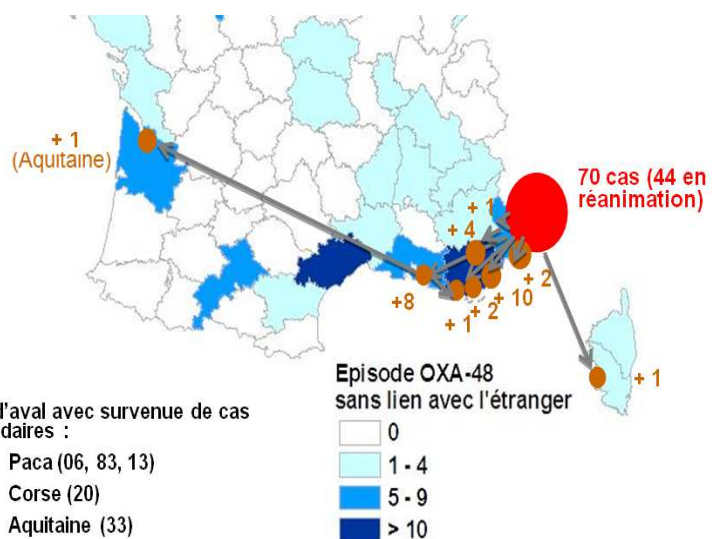 + 1
(Aquitaine)
70 cas (44 en
réanimation)
+ 1
+ 4
+ 2
+ 10
+ 2
+ 1
+8
+ 1
Episode OXA-48
sans lien avec l'étranger
0
1 - 4
5 - 9
> 10
d'aval avec survenue de cas
daires :
Paca (06, 83, 13)
Corse (20)
Aquitaine (33)